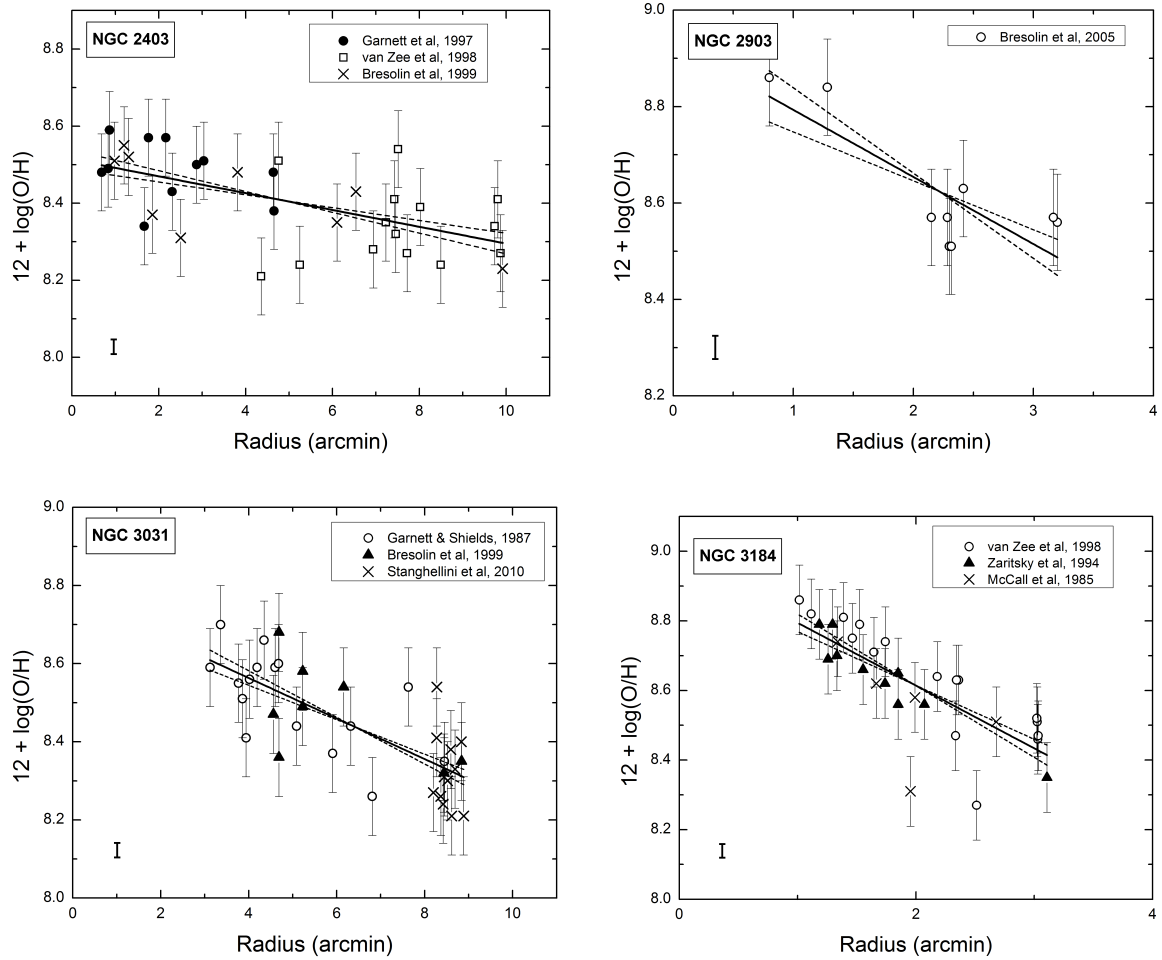 NGC 2403
Garnett et al, 1997
van Zee et al, 1998
Bresolin et al, 1999
8.8
8.6
8.4
8.2
8.0
12 + log(O/H)
0 2 4 6 8 10
Radius (arcmin)
NGC 2903
Bresolin et al, 2005
9.0
8.8
8.6
8.4
8.2
12 + log(O/H)
0 1 2 3 4
Radius (arcmin)
NGC 3031
Garnett & Shields, 1987
Bresolin et al, 1999
Stanghellini et al, 2010
9.0
8.8
8.6
8.4
8.2
8.0
12 + log(O/H)
0 2 4 6 8 10
Radius (arcmin)
NGC 3184
van Zee et al, 1998
Zaritsky et al, 1994
McCall et al, 1985
9.0
8.8
8.6
8.4
8.2
8.0
12 + log(O/H)
0 2 4
Radius (arcmin)